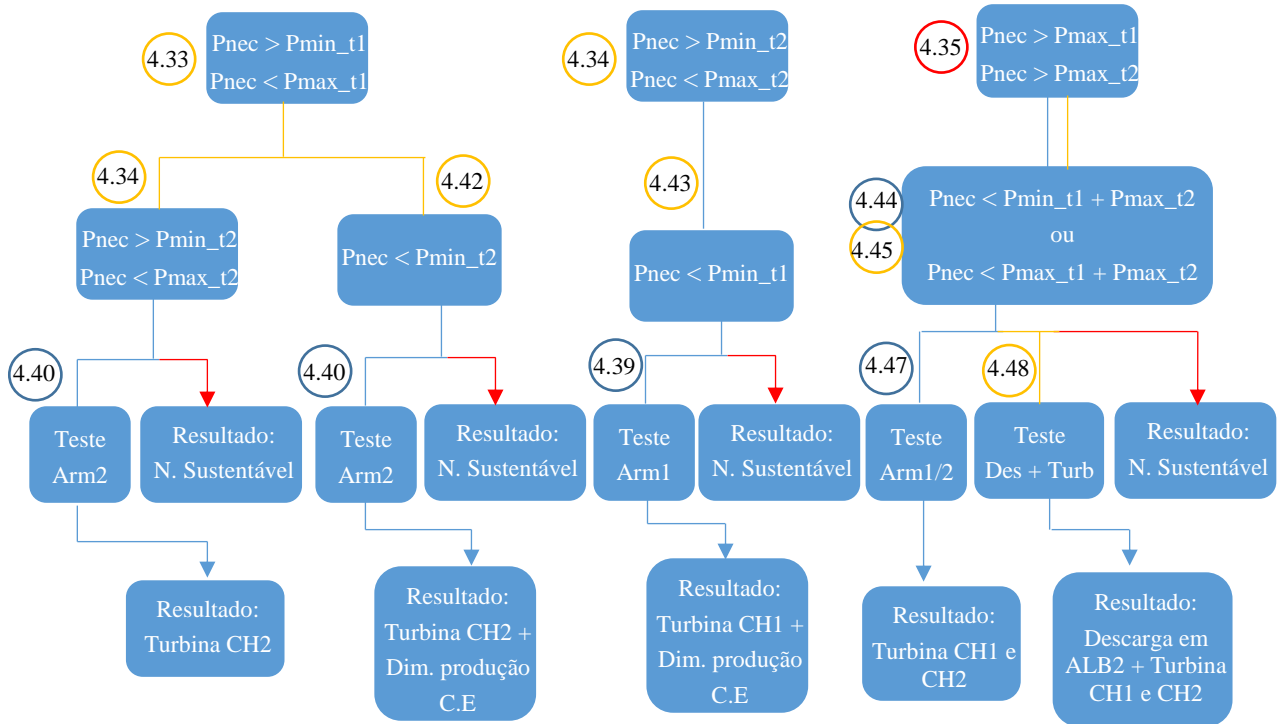 4.33
Pnec > Pmin_t1
Pnec < Pmax_t1
4.34
Pnec > Pmin_t2
Pnec < Pmax_t2
4.35
Pnec > Pmax_t1
Pnec > Pmax_t2
4.34
4.42
4.43
4.44
4.45
Pnec < Pmin_t1 + Pmax_t2
ou
Pnec < Pmax_t1 + Pmax_t2
Pnec > Pmin_t2
Pnec < Pmax_t2
Pnec < Pmin_t2
Pnec < Pmin_t1
4.40
4.40
4.39
4.47
4.48
Teste
Arm2
Resultado:
N. Sustentável
Teste
Arm2
Resultado:
N. Sustentável
Teste
Arm1
Resultado:
N. Sustentável
Teste
Arm1/2
Teste
Des + Turb
Resultado:
N. Sustentável
Resultado:
Turbina CH2
Resultado:
Turbina CH2 +
Dim. produção
C.E
Resultado:
Turbina CH1 +
Dim. produção
C.E
Resultado:
Turbina CH1 e
CH2
Resultado:
Descarga em
ALB2 + Turbina
CH1 e CH2